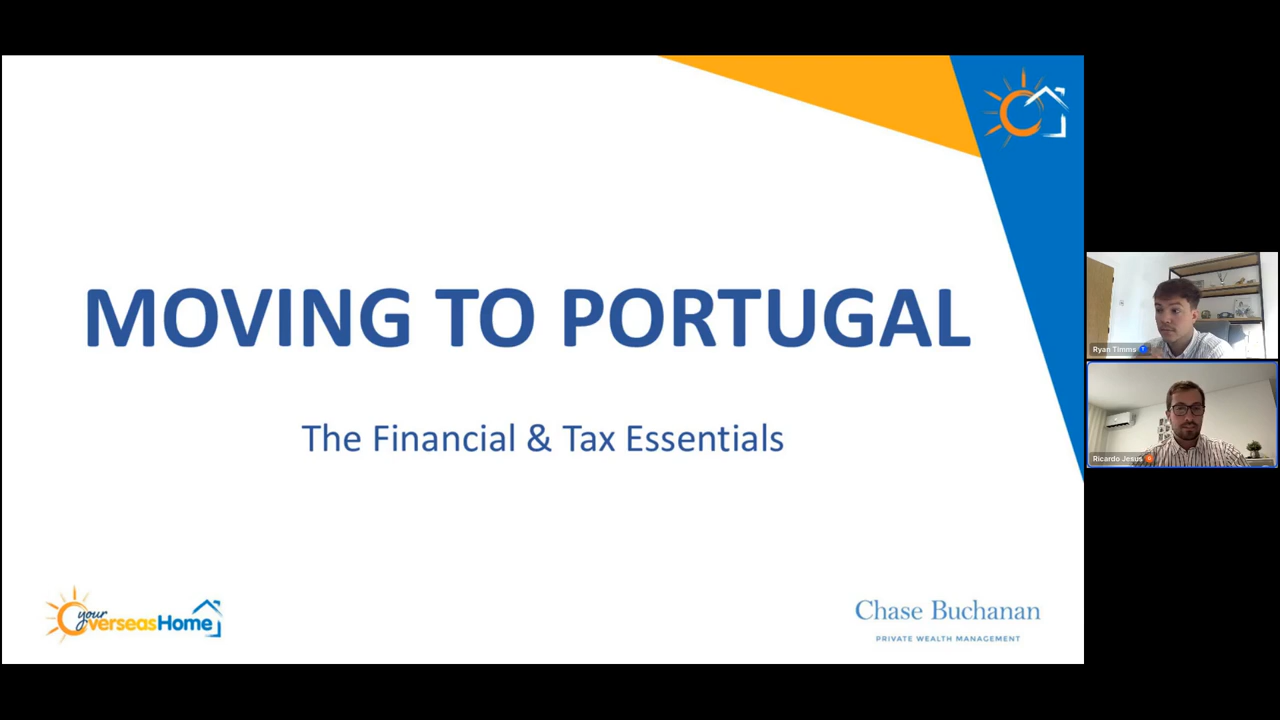 MOVING TO PORTUGAL
The Financial & Tax Essentials
your
OverseasHome
Chase Buchanan
PRIVATE WEALTH MANAGEMENT
Ryan Timms
Ricardo Jesus